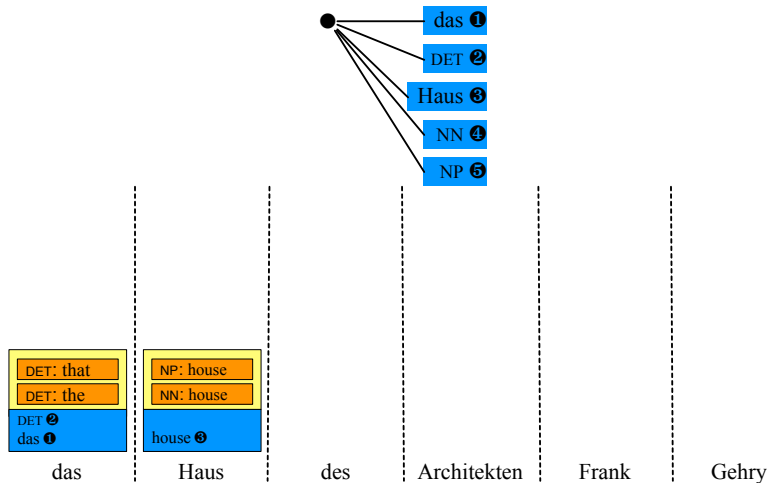 das ❶
DET ❷
Haus ❸
NN ❹
NP ❺
DET: that
DET: the
DET ❷
das ❶
NP: house
NN: house
house ❸
das Haus des Architekten Frank Gehry